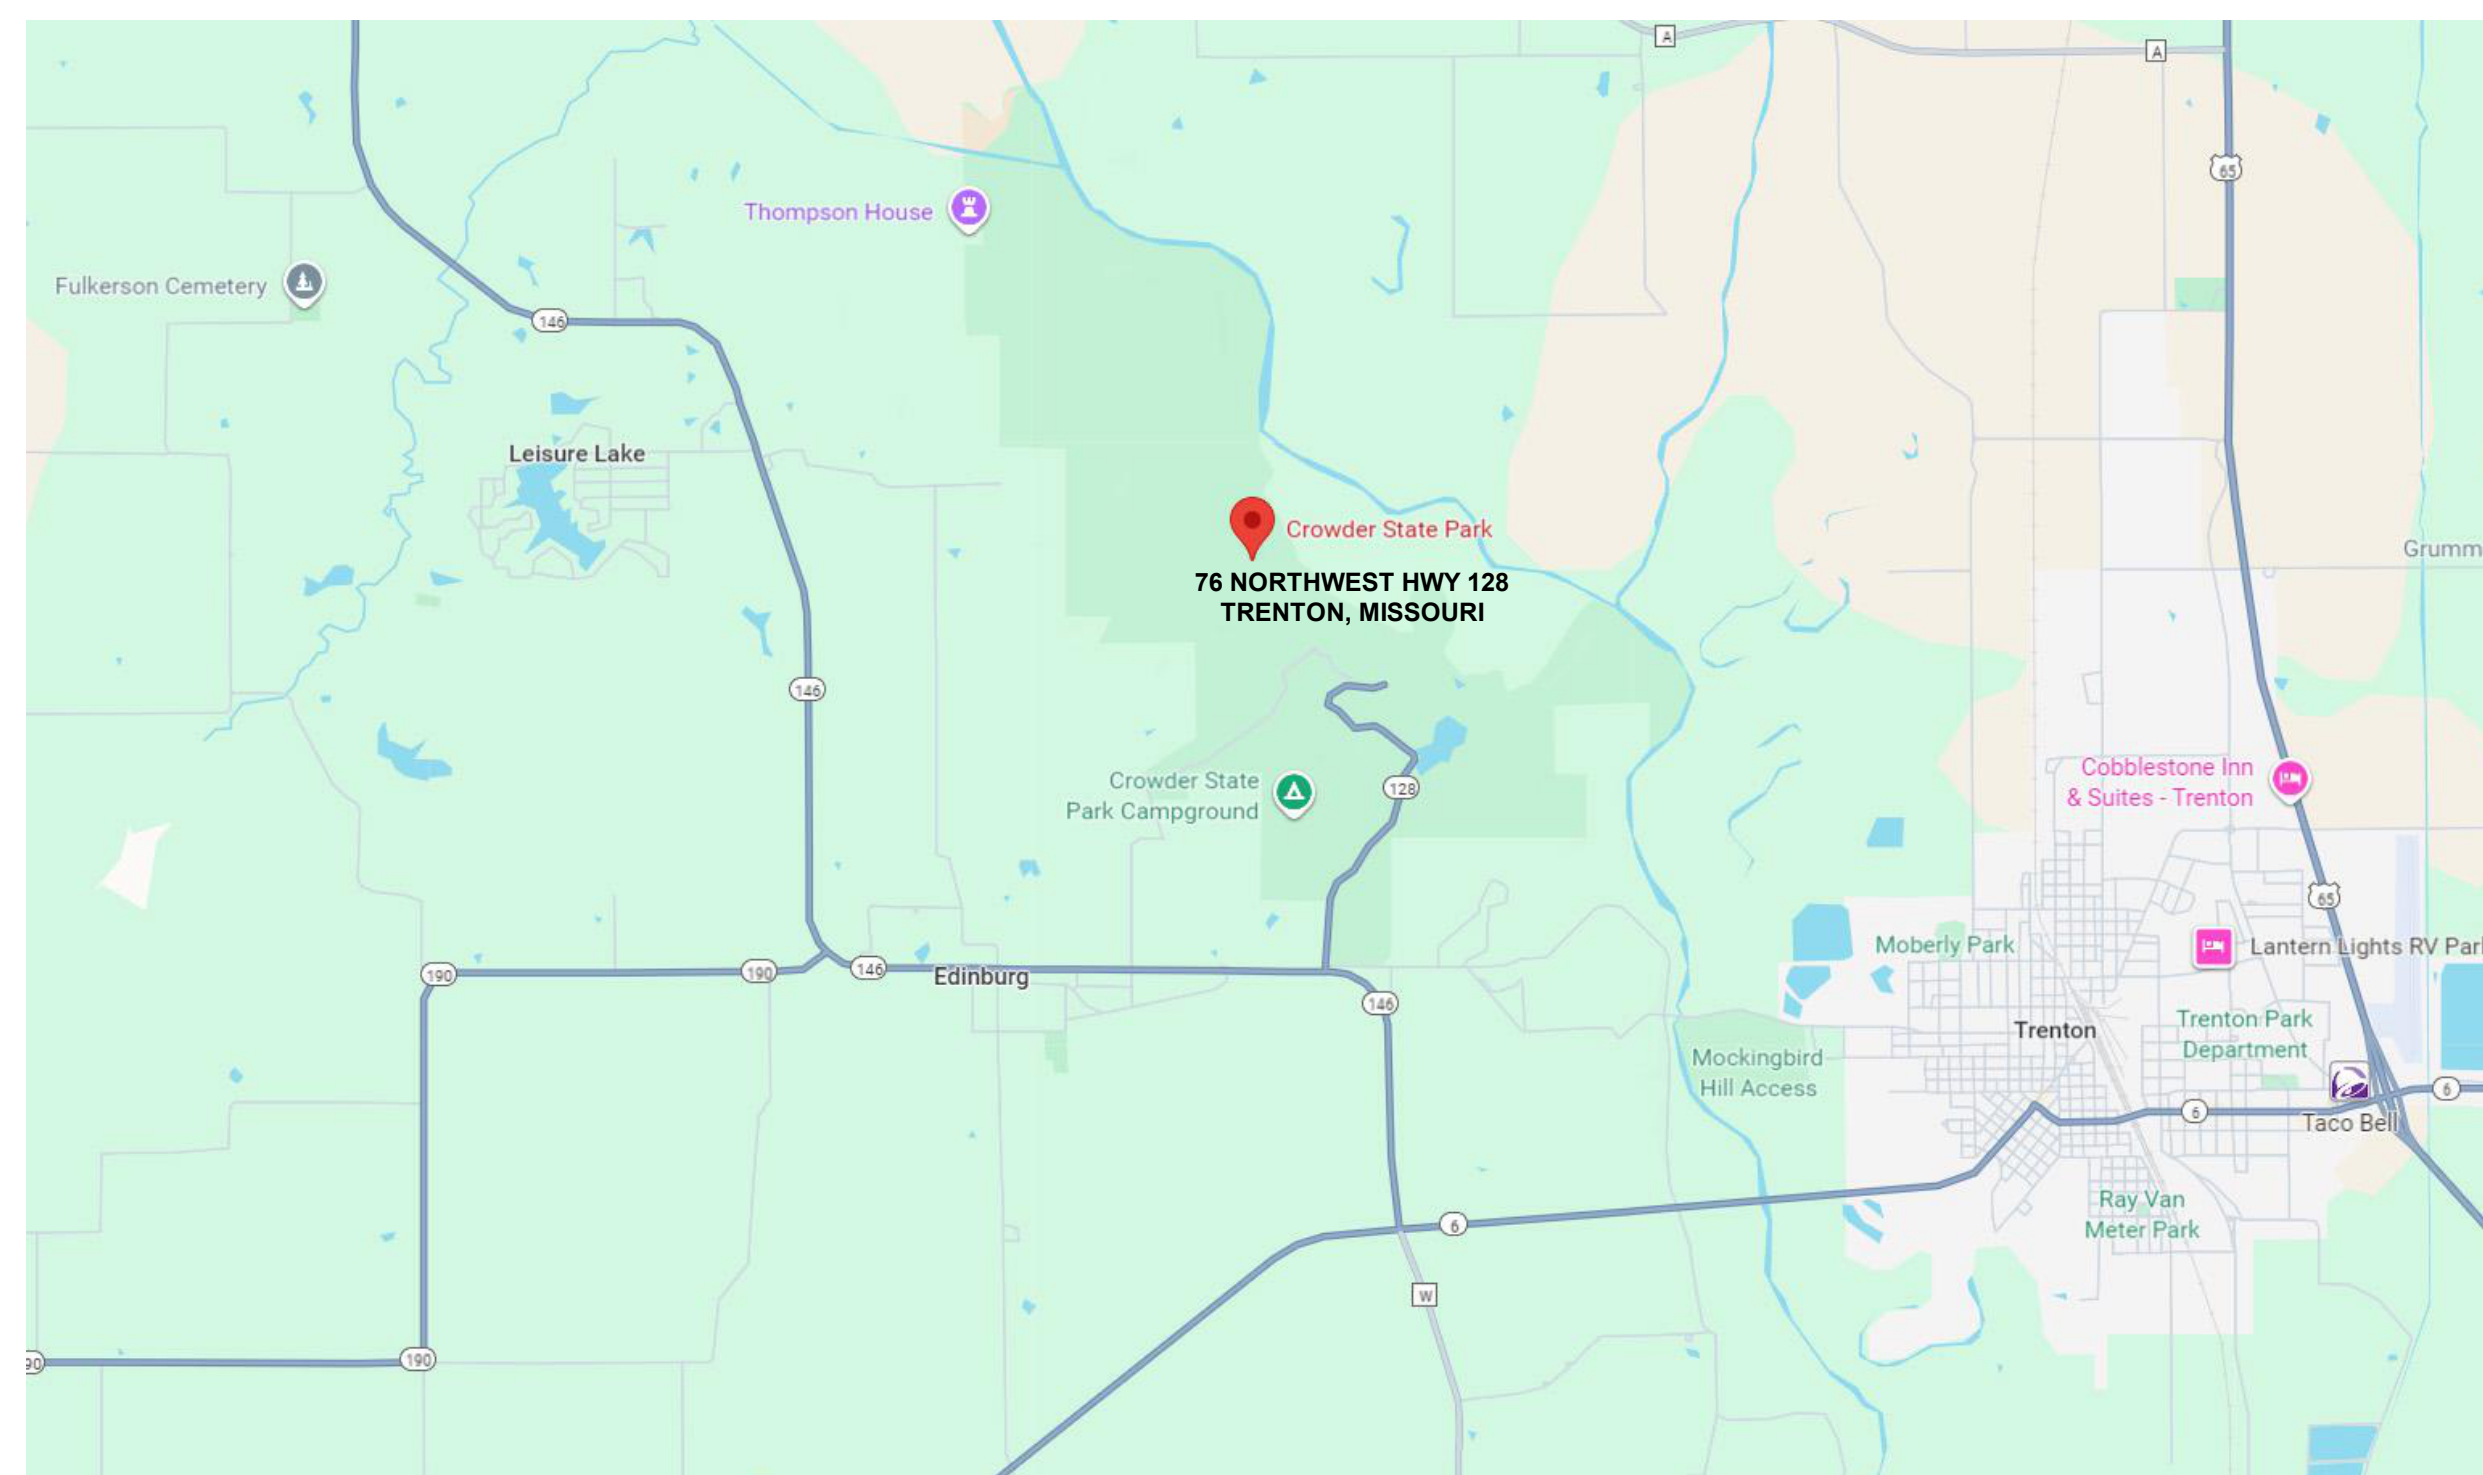 A
A
65
Thompson House
Fulkerson Cemetery
146
Leisure Lake
Crowder State Park
76 NORTHWEST HWY 128
TRENTON, MISSOURI
Grumm
146
Cobblestone Inn
& Suites - Trenton
Crowder State
Park Campground
128
65
Moberly Park
Lantern Lights RV Par
190
190
146
Edinburg
146
Trenton
Trenton Park
Department
Mockingbird
Hill Access
6
6
Taco Bell
Ray Van
Meter Park
6
W
90
190